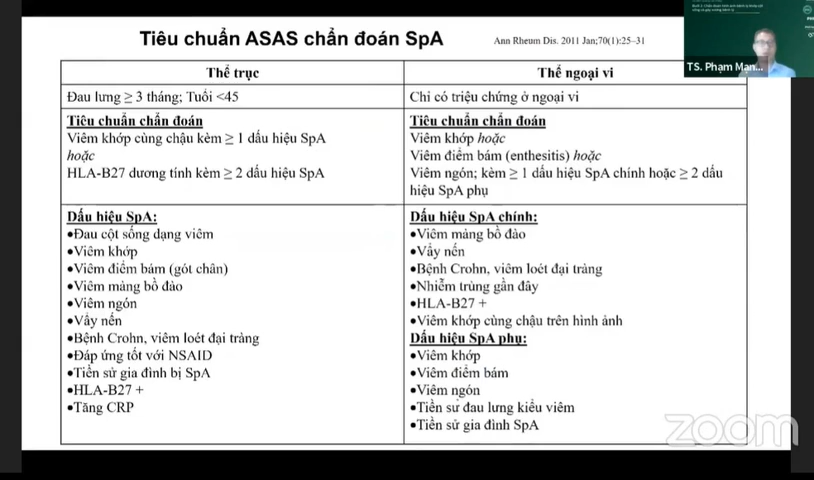 Tiêu chuẩn ASAS chẩn đoán SpA
Ann Rheum Dis. 2011 Jan;70(1):25–31
TS. Phạm Mạn...
Thể trục
Thể ngoại vi
Đau lưng ≥ 3 tháng; Tuổi <45
Chỉ có triệu chứng ở ngoại vi
Tiêu chuẩn chẩn đoán
Viêm khớp cùng chậu kèm ≥ 1 dấu hiệu SpA
hoặc
HLA-B27 dương tính kèm ≥ 2 dấu hiệu SpA
Tiêu chuẩn chẩn đoán
Viêm khớp hoặc
Viêm điểm bám (enthesitis) hoặc
Viêm ngón; kèm ≥ 1 dấu hiệu SpA chính hoặc ≥ 2 dấu
hiệu SpA phụ
Dấu hiệu SpA:
•Đau cột sống dạng viêm
•Viêm khớp
•Viêm điểm bám (gót chân)
•Viêm màng bồ đào
•Viêm ngón
•Vẩy nến
•Bệnh Crohn, viêm loét đại tràng
•Đáp ứng tốt với NSAID
•Tiền sử gia đình bị SpA
•HLA-B27 +
•Tăng CRP
Dấu hiệu SpA chính:
•Viêm màng bồ đào
•Vẩy nến
•Bệnh Crohn, viêm loét đại tràng
•Nhiễm trùng gần đây
•HLA-B27 +
•Viêm khớp cùng chậu trên hình ảnh
Dấu hiệu SpA phụ:
•Viêm khớp
•Viêm điểm bám
•Viêm ngón
•Tiền sử đau lưng kiểu viêm
•Tiền sử gia đình SpA
zoom